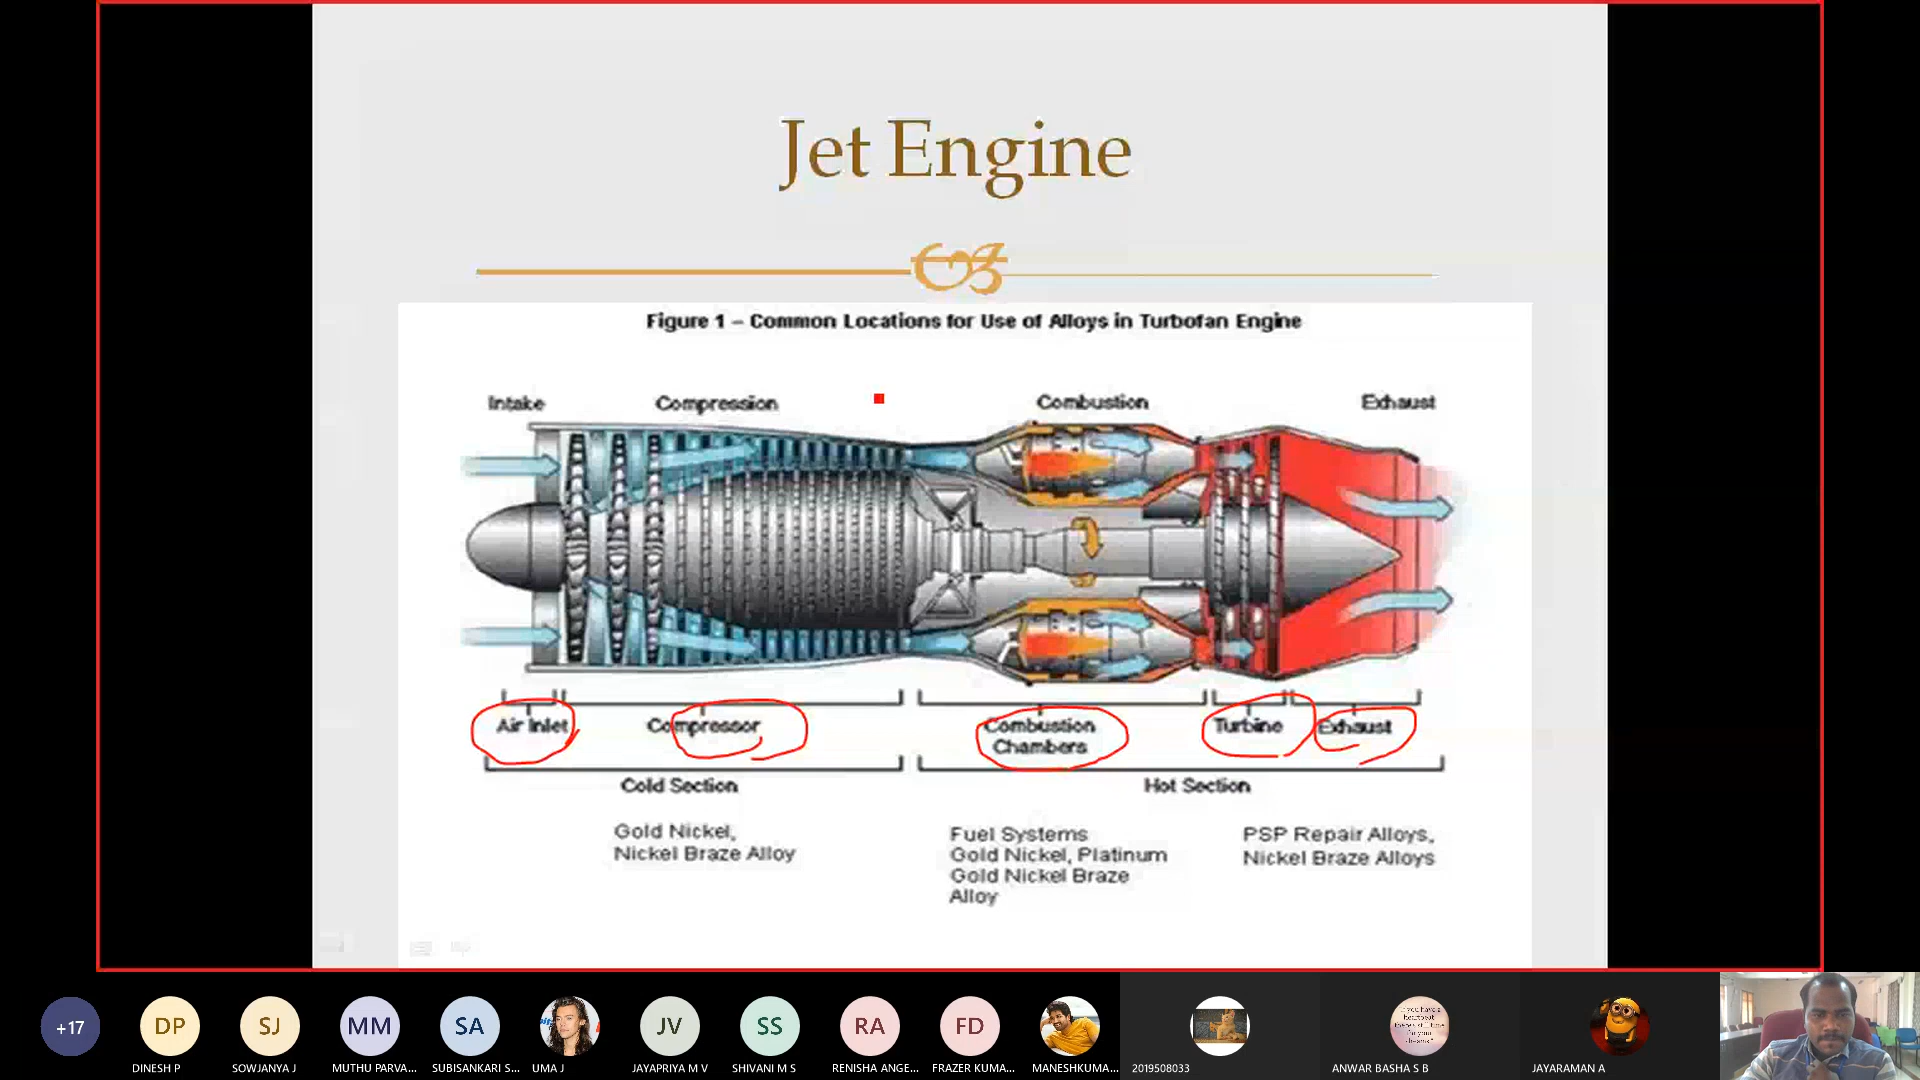 Jet Engine
Figure 1 – Common Locations for Use of Alloys in Turbofan Engine
Intake Compression Combustion Exhaust
Air Inlet Compressor Combustion Chambers Turbine Exhaust
Cold Section Hot Section
Gold Nickel,
Nickel Braze Alloy
Fuel Systems
Gold Nickel, Platinum
Gold Nickel Braze
Alloy
PSP Repair Alloys,
Nickel Braze Alloys
+17 DP SJ MM SA JV SS RA FD
DINESH P SOWJANYA J MUTHU PARVA... SUBISANKARI S... UMA J JAYAPRIYA M V SHIVANI M S RENISHA ANGE... FRAZER KUMA... MANESHKUMA... 2019508033 ANWAR BASHA S B JAYARAMAN A